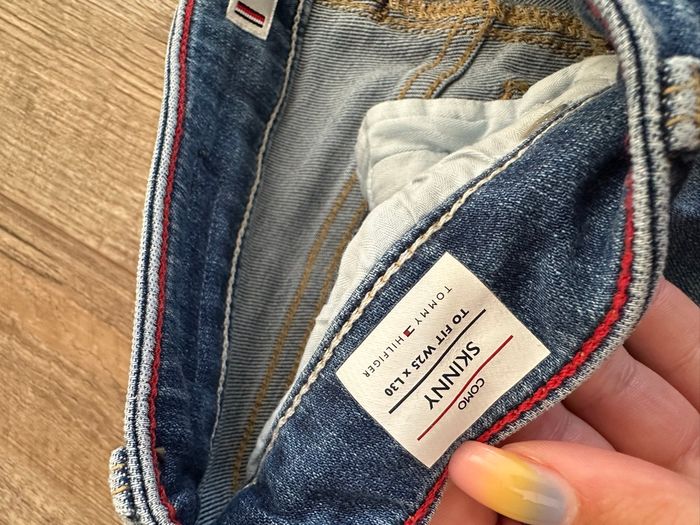 COMO
SKINNY
TO FIT W25 x L30
TOMMY HILFIGER